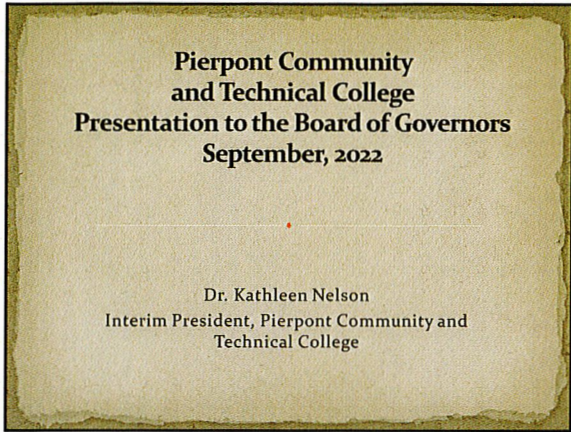 Pierpont Community
and Technical College
Presentation to the Board of Governors
September, 2022
Dr. Kathleen Nelson
Interim President, Pierpont Community and
Technical College